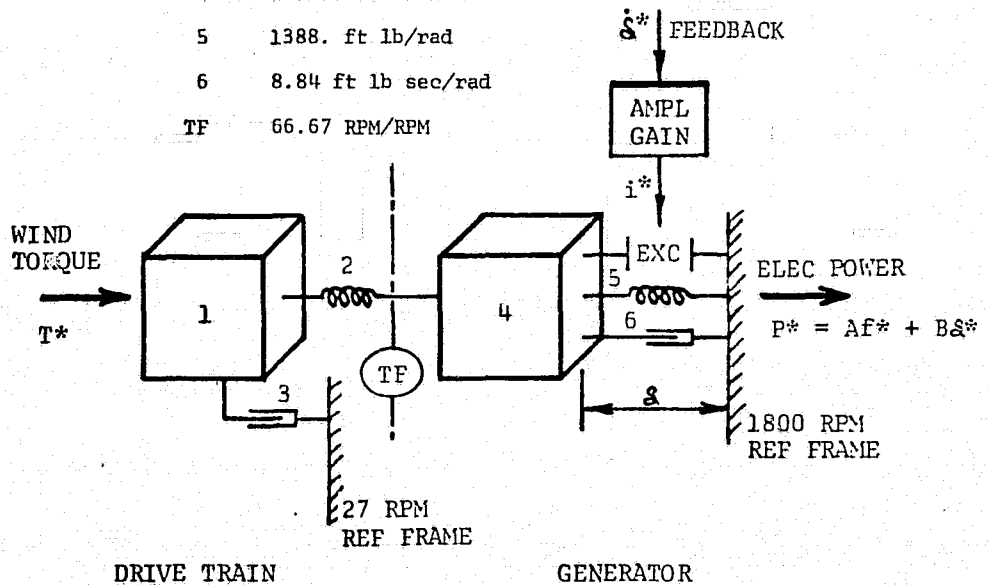 5 1388. ft lb/rad
6 8.84 ft lb sec/rad
TF 66.67 RPM/RPM
δ̇* FEEDBACK
AMPL
GAIN
i*
WIND
TORQUE
T*
1
2
3
TF
4
EXC
5
6
δ
ELEC POWER
P* = Af* + Bδ*
1800 RPM
REF FRAME
27 RPM
REF FRAME
DRIVE TRAIN
GENERATOR